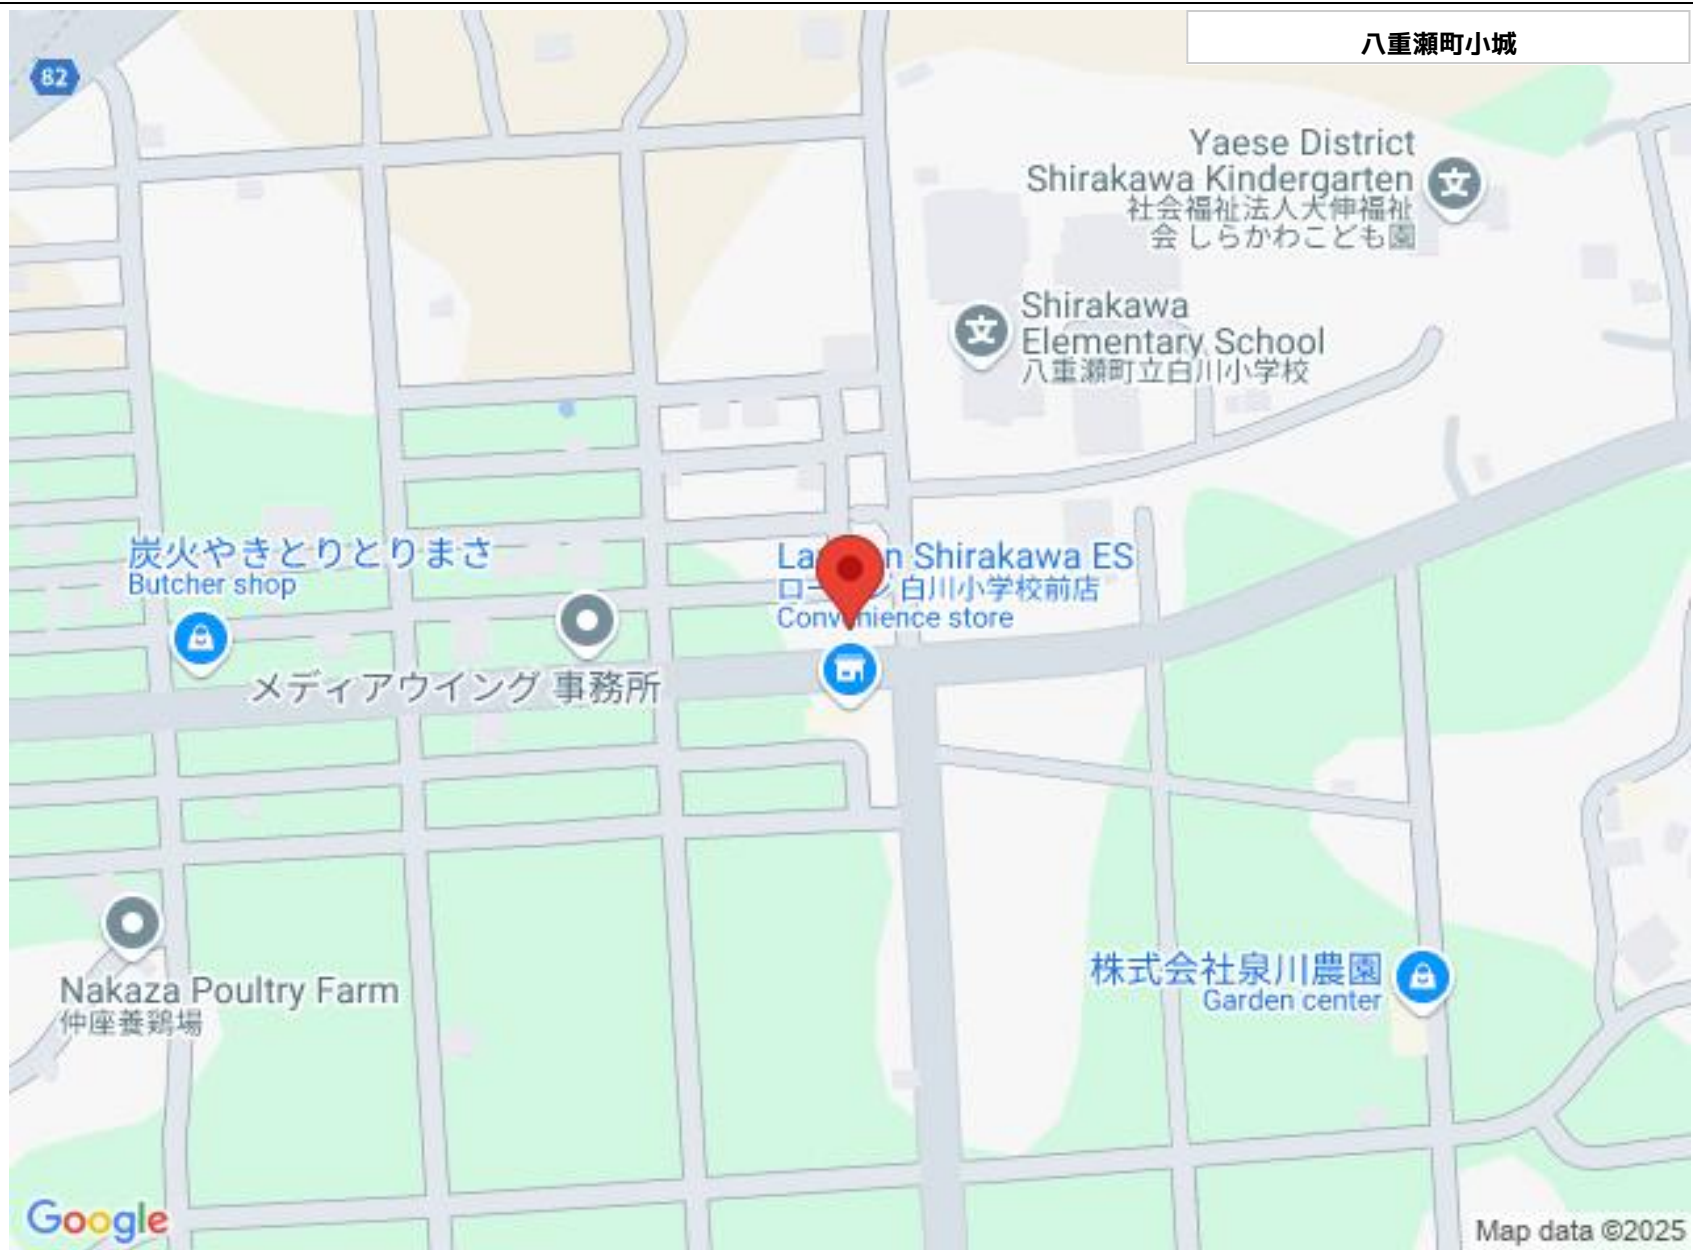 八重瀬町小城
82
Yaese District
Shirakawa Kindergarten
社会福祉法人大伸福祉
会 しらかわこども園
Shirakawa
Elementary School
八重瀬町立白川小学校
炭火やきとりとりまさ
Butcher shop
n Shirakawa ES
白川小学校前店
Convenience store
メディアウイング 事務所
Nakaza Poultry Farm
仲座養鶏場
株式会社泉川農園
Garden center
Google
Map data ©2025